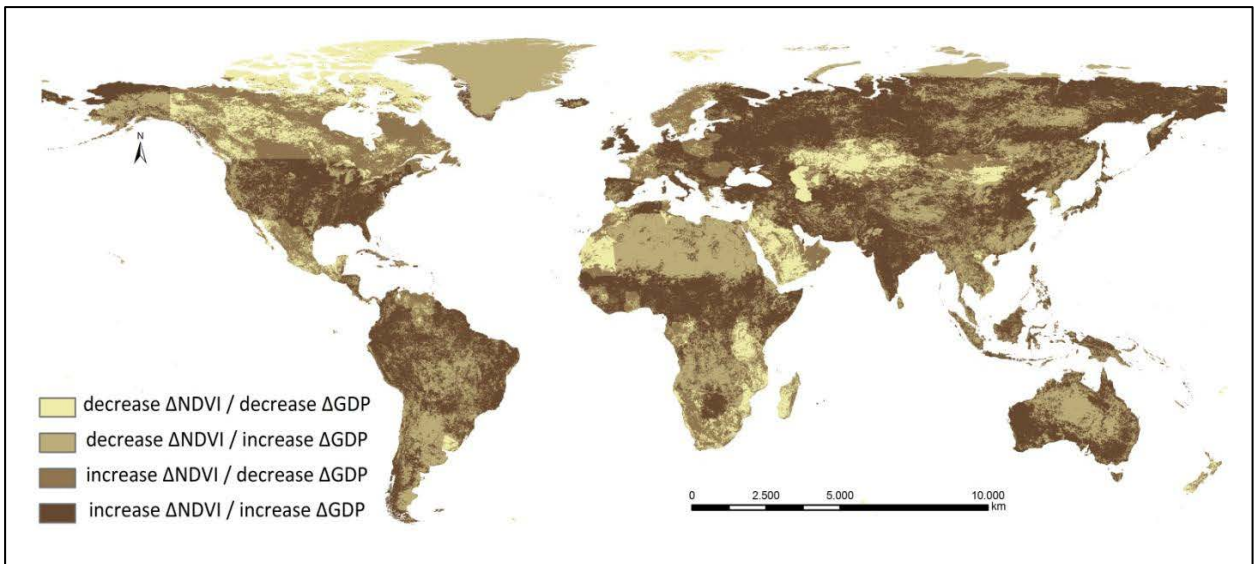 N
decrease ΔNDVI / decrease ΔGDP
decrease ΔNDVI / increase ΔGDP
increase ΔNDVI / decrease ΔGDP
increase ΔNDVI / increase ΔGDP
0 2.500 5.000 10.000
km